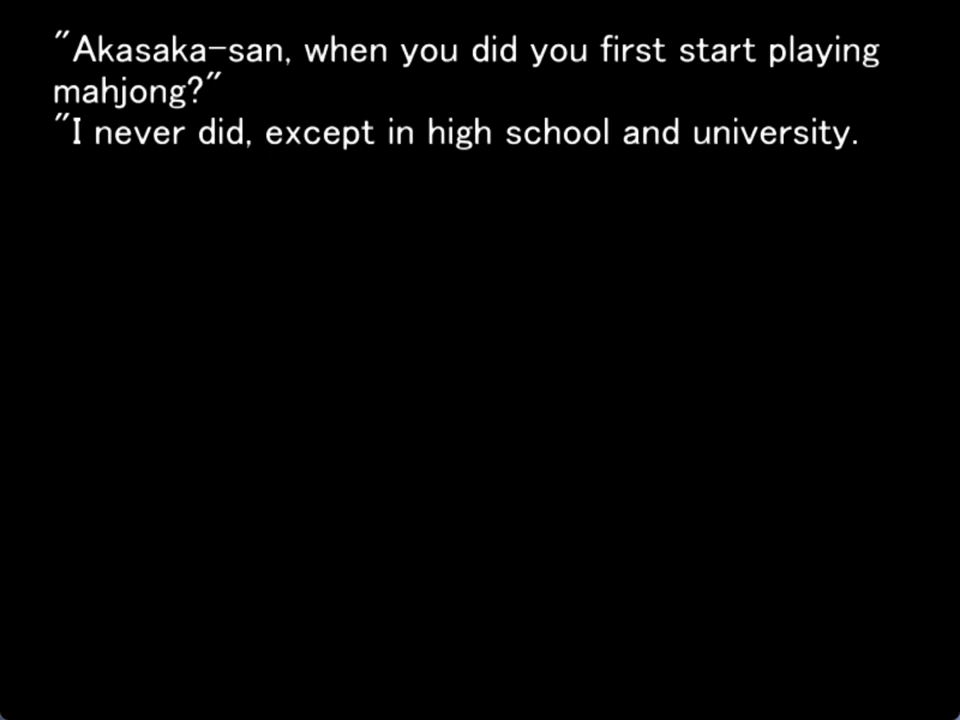 "Akasaka-san, when you did you first start playing
mahjong?"
"I never did, except in high school and university.